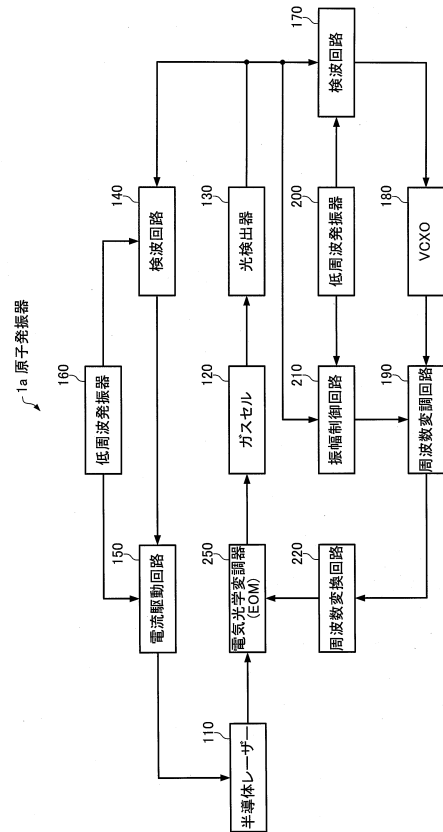 1a 原子発振器
160
低周波発振器
150
電流駆動回路
140
検波回路
110
半導体レーザー
250
電気光学変調器
(EOM)
120
ガスセル
130
光検出器
170
検波回路
210
振幅制御回路
200
低周波発振器
220
周波数変換回路
190
周波数変調回路
180
VCXO